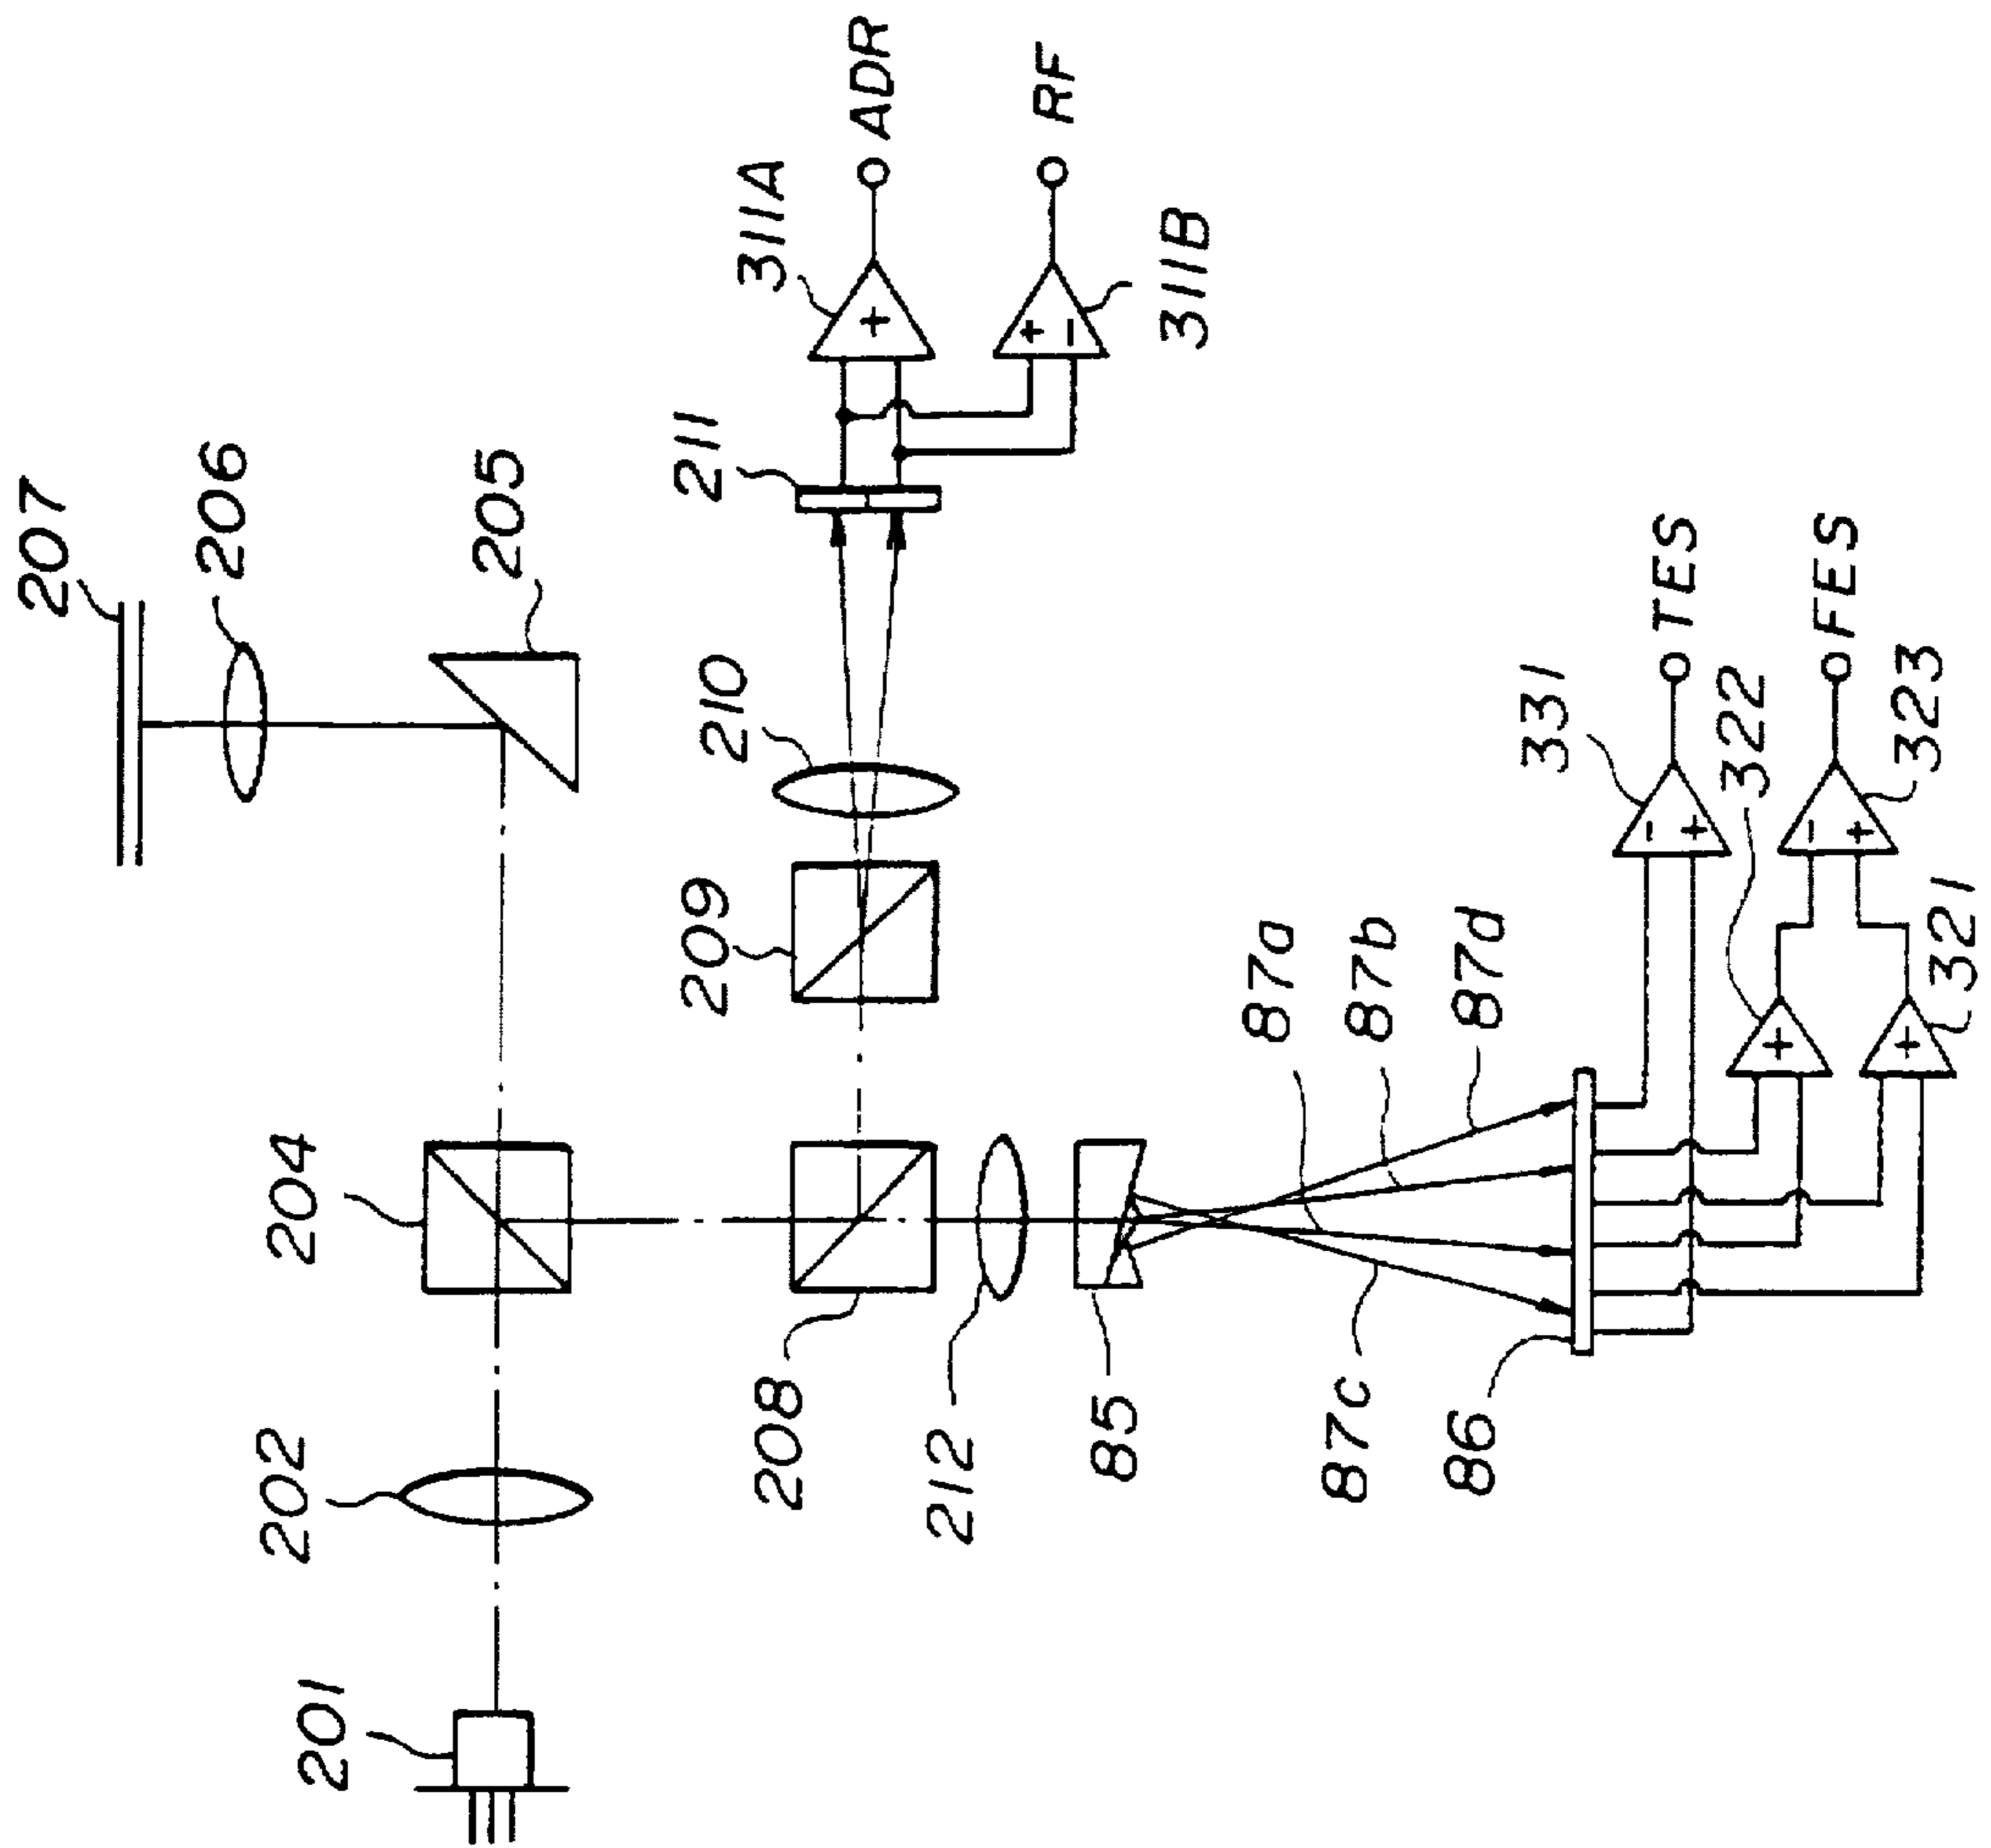 201
202
204
205
206
207
208
209
210
211
311A
ADR
311B
RF
212
85
87a
87b
87d
87c
86
331
TES
322
323
FES
321
+
+
−
−
+
−
+
+
+